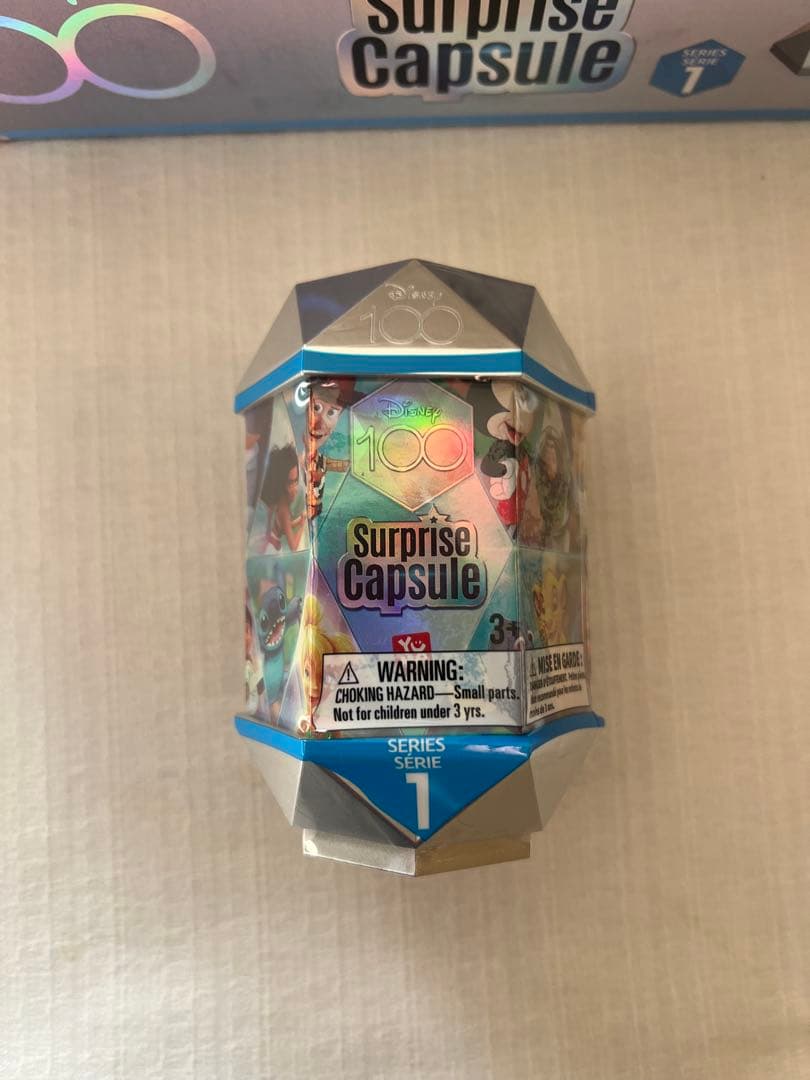 Surprise
Capsule
SERIES
SÉRIE
1
Disney
100
Disney
100
Surprise
Capsule
3+
YU
WARNING:
CHOKING HAZARD—Small parts.
Not for children under 3 yrs.
MISE EN GARDE :
SERIES
SÉRIE
1